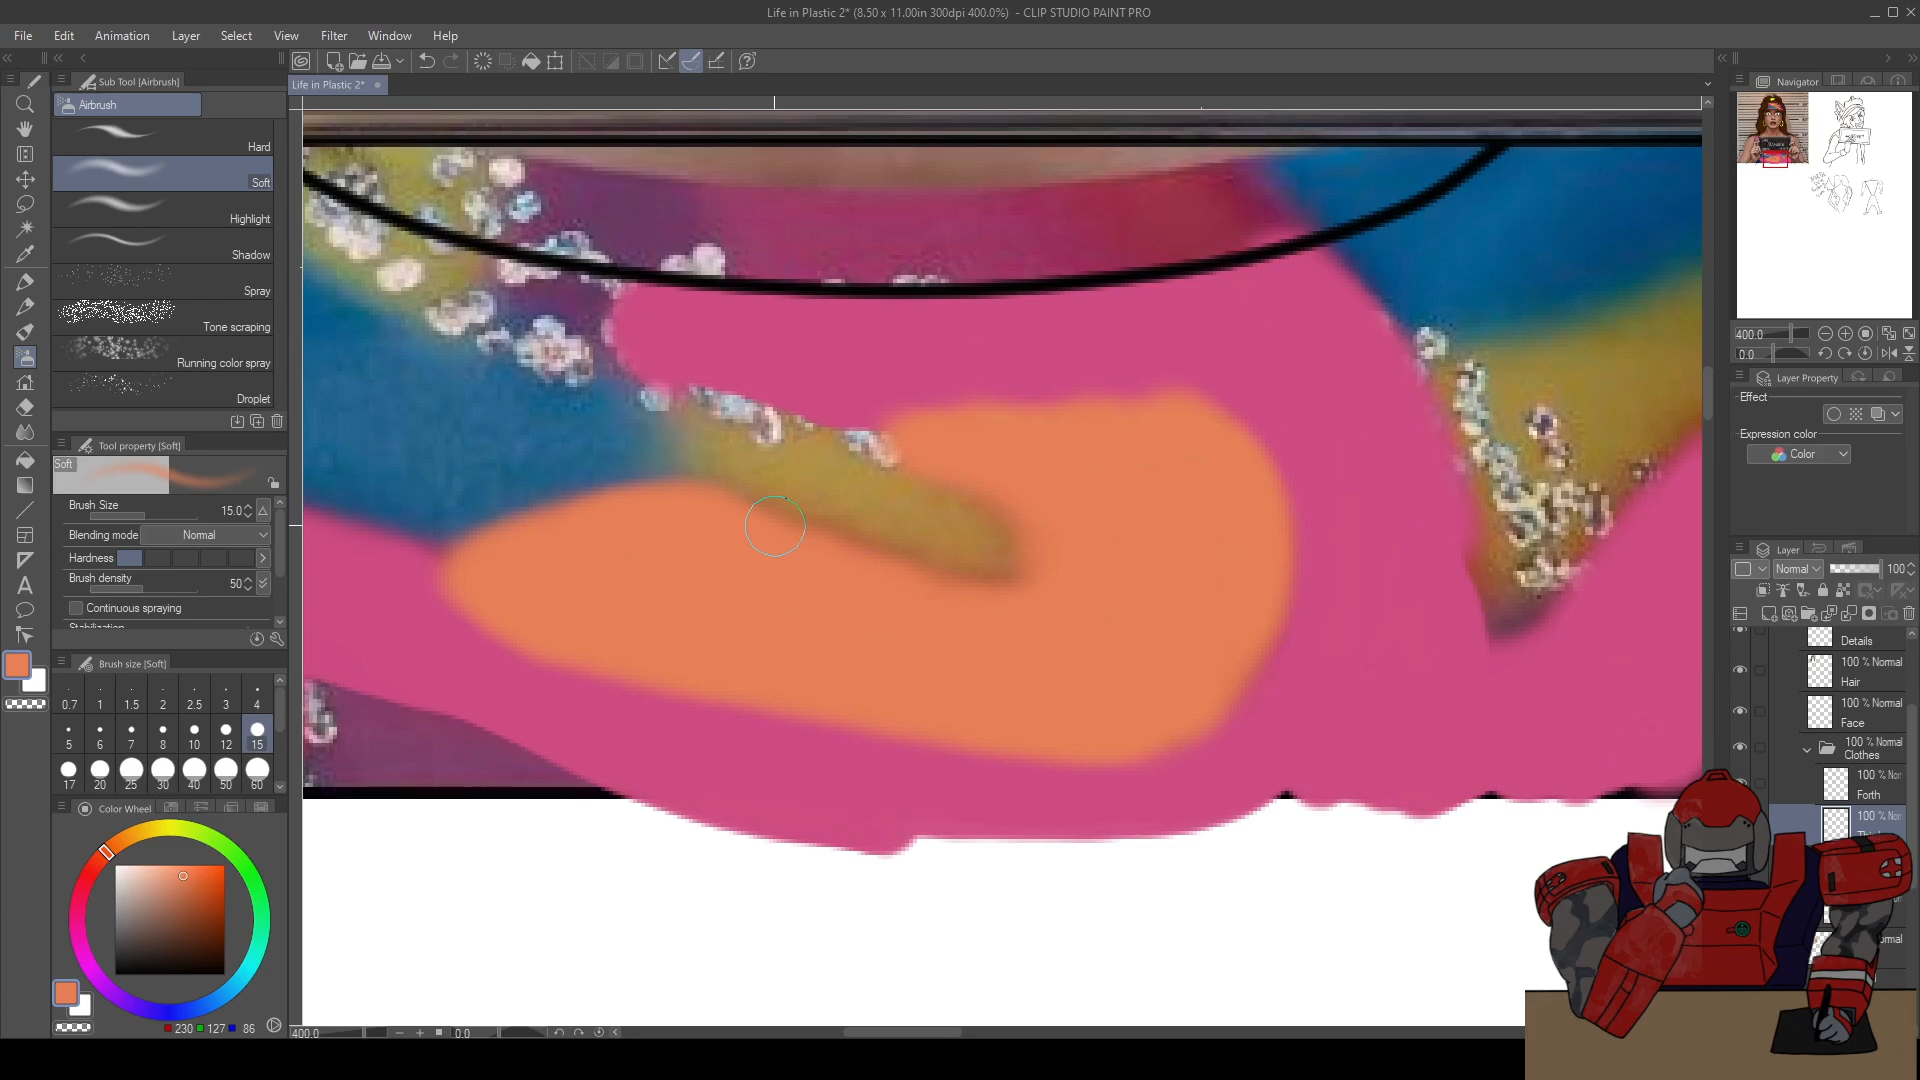 Life in Plastic 2* (8.50 x 11.00in 300dpi 400.0%) - CLIP STUDIO PAINT PRO
File Edit Animation Layer Select View Filter Window Help
Sub Tool [Airbrush]
Life in Plastic 2*
Navigator
Airbrush
Hard
Soft
Highlight
Shadow
Spray
Tone scraping
Running color spray
Droplet
Tool property [Soft]
Soft
Brush Size 15.0
Blending mode Normal
Hardness
Brush density 50
Continuous spraying
Brush size [Soft]
0.7 1 1.5 2 2.5 3 4
5 6 7 8 10 12 15
17 20 25 30 40 50 60
Color Wheel
230 127 86
400.0 0.0
400.0
0.0
Layer Property
Effect
Expression color
Color
Layer
Normal 100
Details
100 % Normal
Hair
100 % Normal
Face
100 % Normal
Clothes
100 % Nor
Forth
100 % Nor